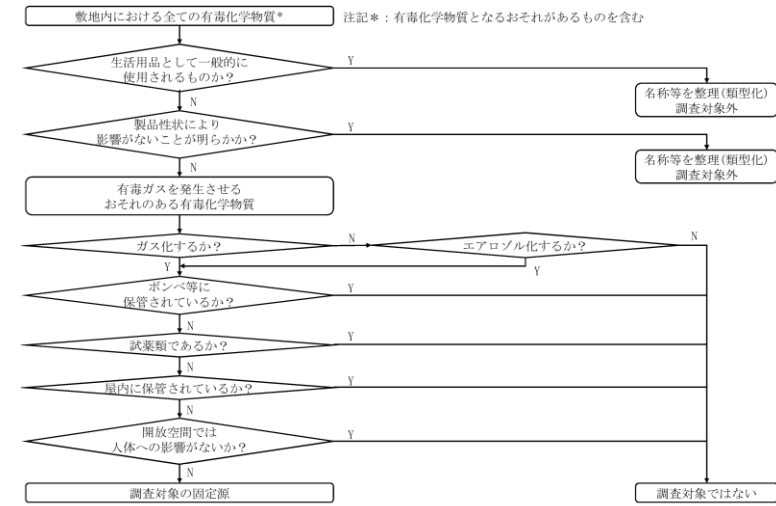 敷地内における全ての有毒化学物質*
注記*：有毒化学物質となるおそれがあるものを含む
生活用品として一般的に
使用されるものか？
Y
名称等を整理(類型化)
調査対象外
N
製品性状により
影響がないことが明らかか？
Y
名称等を整理(類型化)
調査対象外
N
有毒ガスを発生させる
おそれのある有毒化学物質
ガス化するか？
N
エアロゾル化するか？
N
Y
Y
ボンベ等に
保管されているか？
Y
N
試薬類であるか？
Y
N
屋内に保管されているか？
Y
N
開放空間では
人体への影響がないか？
Y
N
調査対象の固定源
調査対象ではない